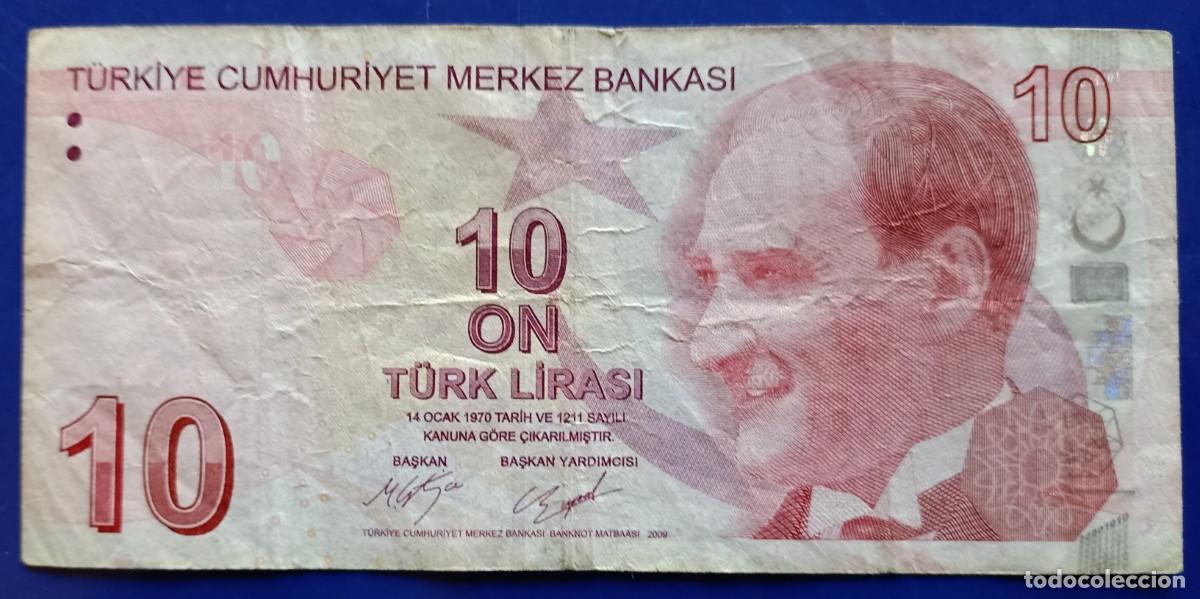 TÜRKİYE CUMHURİYET MERKEZ BANKASI
10
10
10
ON
TÜRK LİRASI
14 OCAK 1970 TARİH VE 1211 SAYILI
KANUNA GÖRE ÇIKARILMIŞTIR.
BAŞKAN BAŞKAN YARDIMCISI
10
TÜRKİYE CUMHURİYET MERKEZ BANKASI BANKNOT MATBAASI 2009
todocoleccion